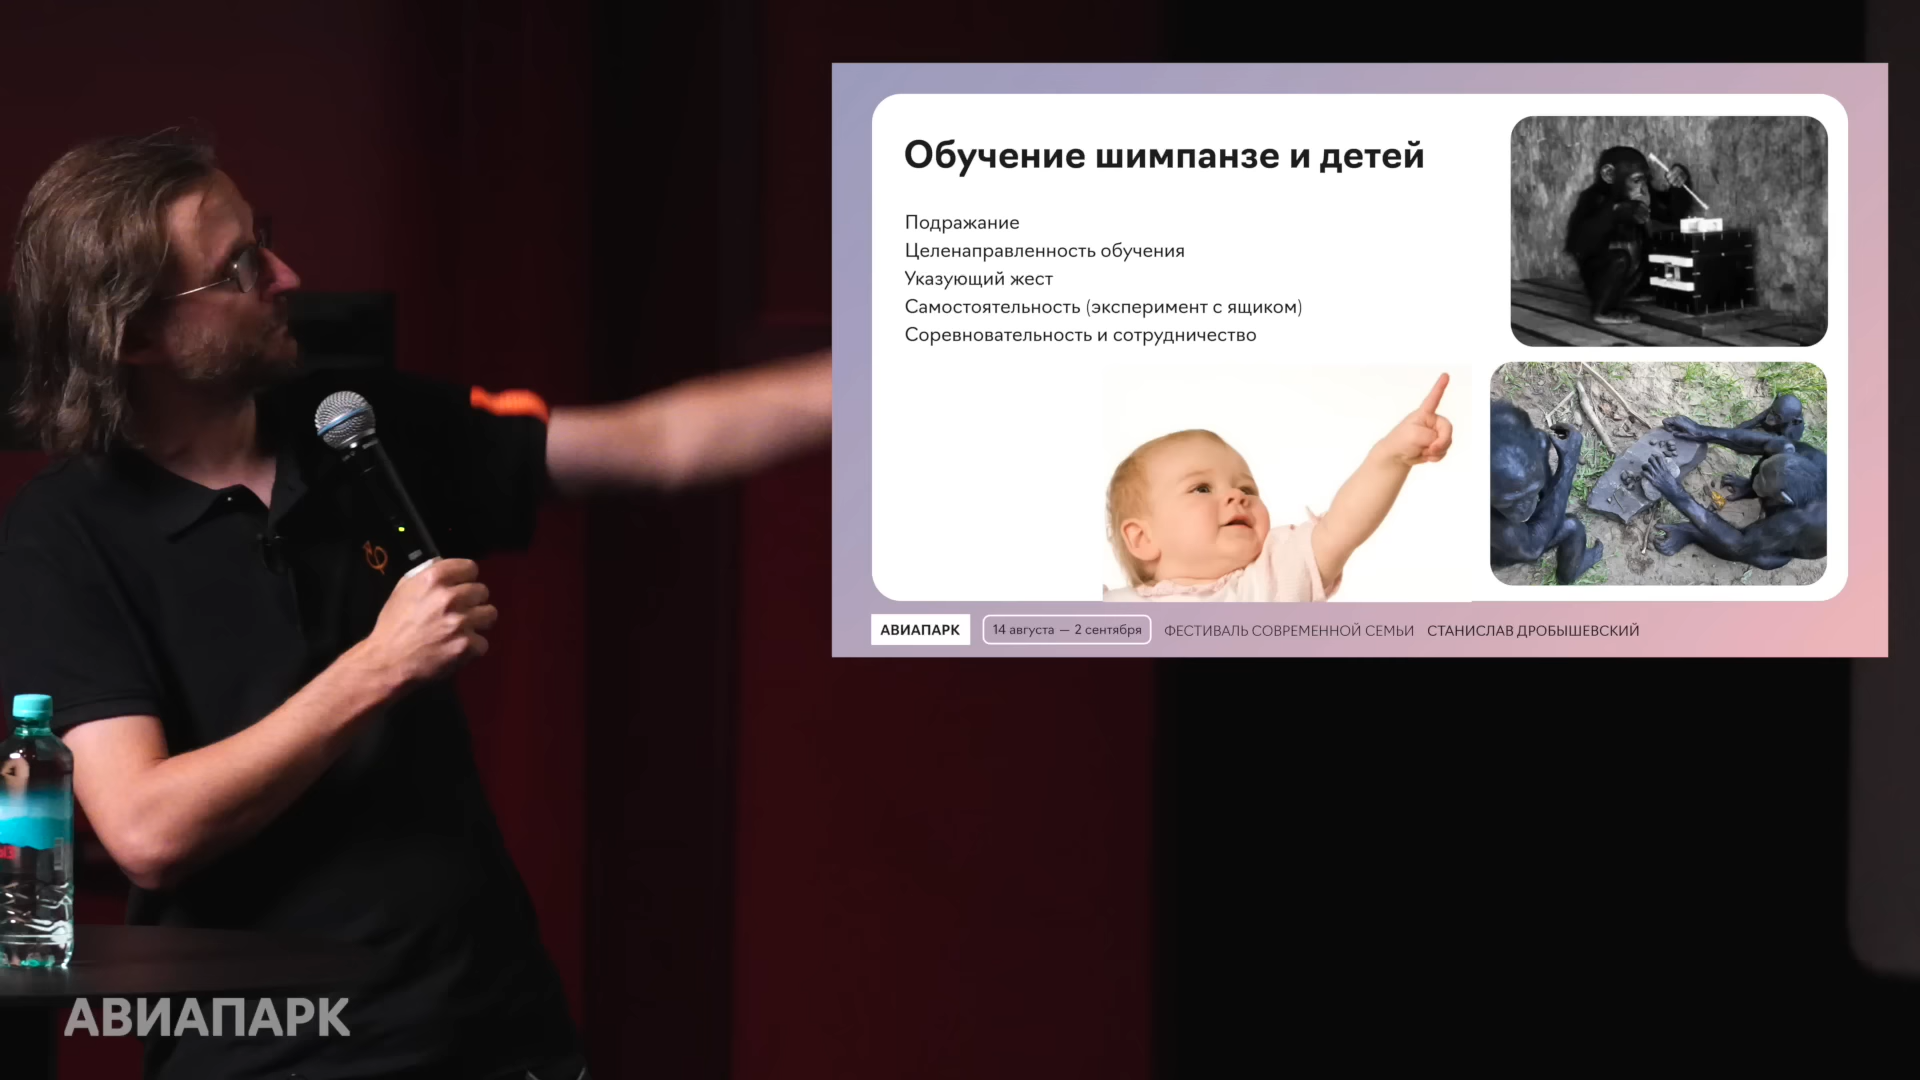 Обучение шимпанзе и детей
Подражание
Целенаправленность обучения
Указующий жест
Самостоятельность (эксперимент с ящиком)
Соревновательность и сотрудничество
АВИАПАРК
14 августа — 2 сентября
ФЕСТИВАЛЬ СОВРЕМЕННОЙ СЕМЬИ
СТАНИСЛАВ ДРОБЫШЕВСКИЙ
АВИАПАРК